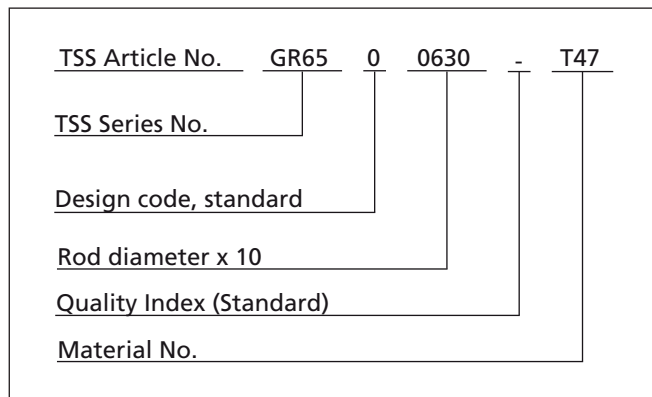 TSS Article No. GR65 0 0630 - T47
TSS Series No.
Design code, standard
Rod diameter x 10
Quality Index (Standard)
Material No.